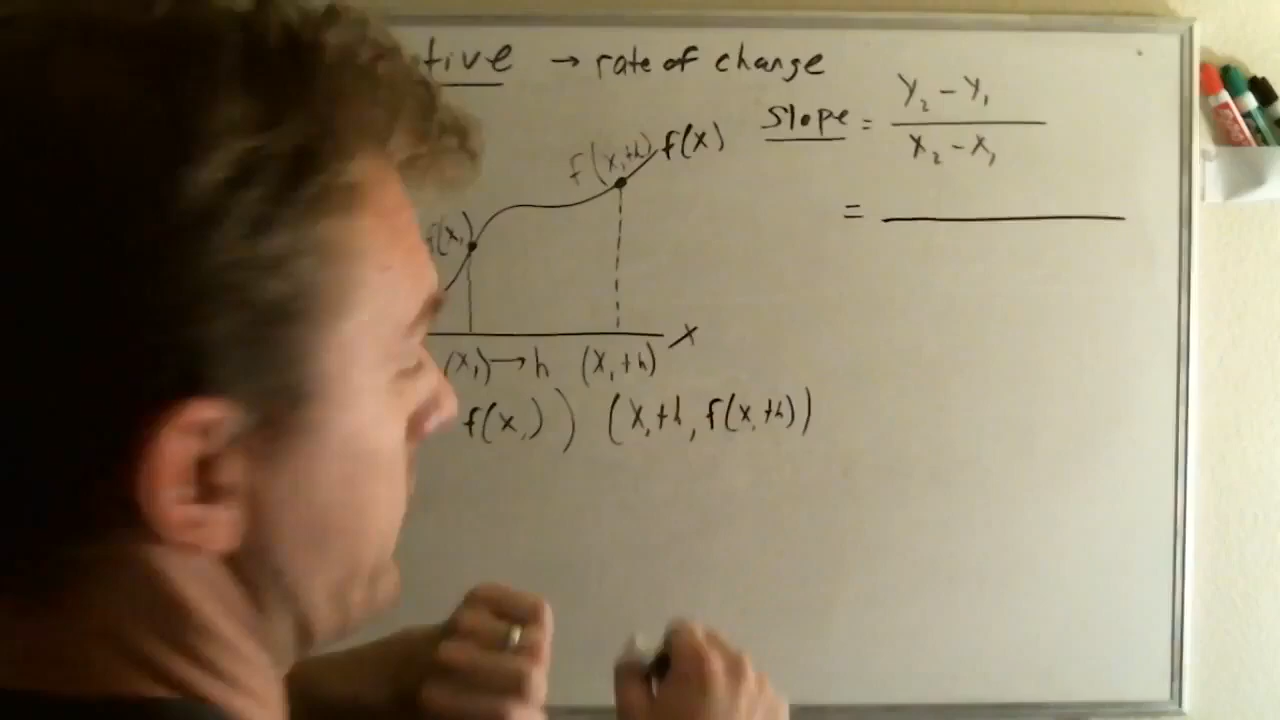 tive → rate of change
Slope = y₂ - y₁
x₂ - x₁
=
f(x₁+h) f(x)
f(x₁)
x
(x₁) → h (x₁+h)
f(x₁)) (x₁+h, f(x₁+h))